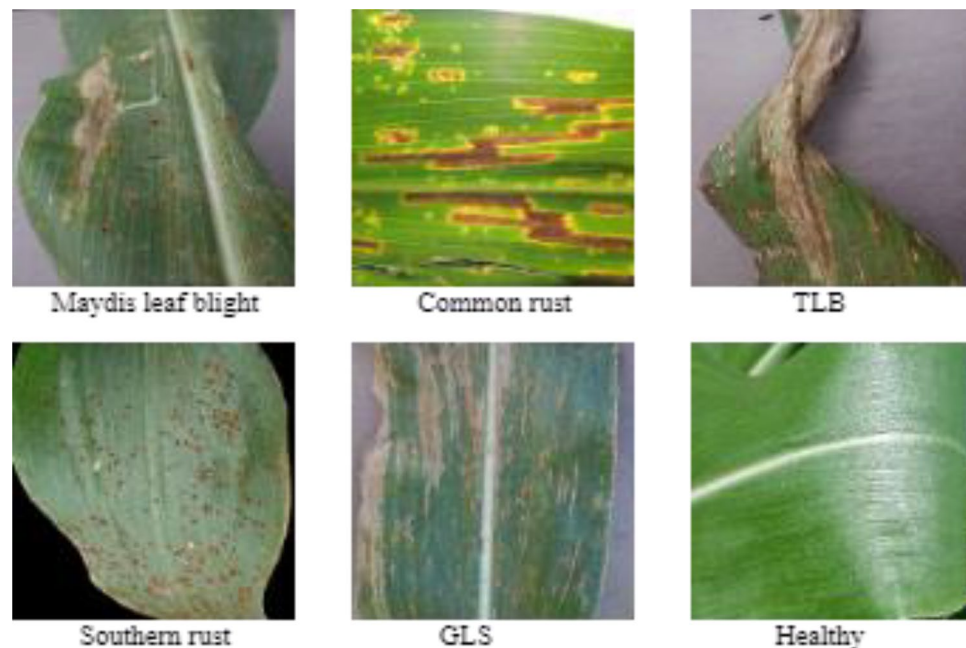 Maydis leaf blight
Common rust
TLB
Southern rust
GLS
Healthy